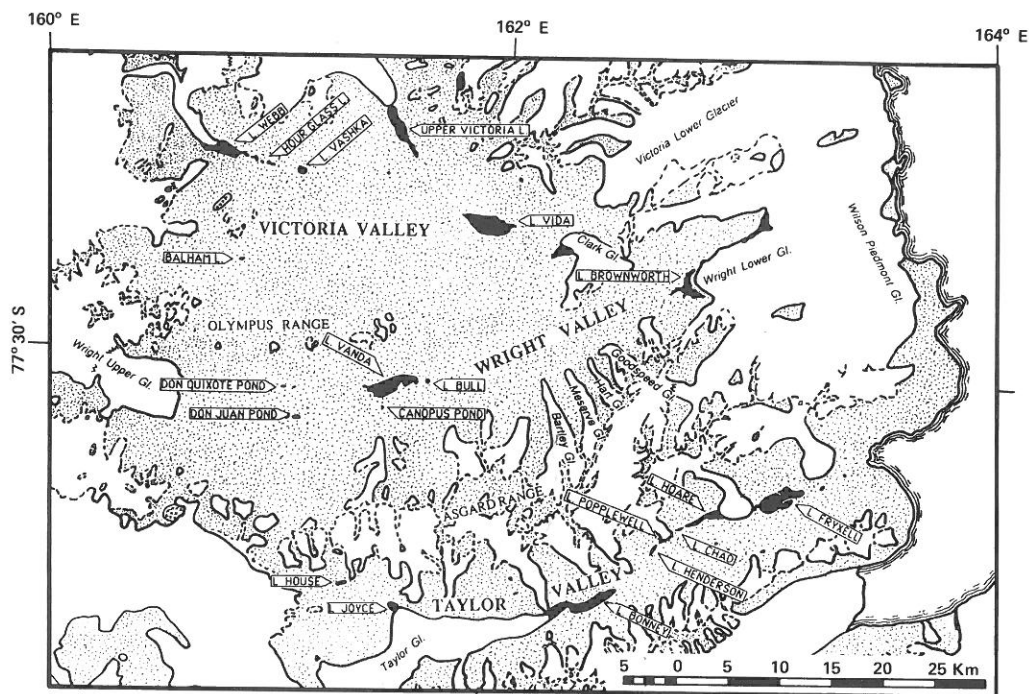 160° E
162° E
164° E
77° 30' S
L. WEBB
HOUR GLASS L
L. VASHKA
UPPER VICTORIA L
Victoria Lower Glacier
VICTORIA VALLEY
L. VIDA
BALHAM L.
Clark Gl.
L. BROWNWORTH
Wright Lower Gl.
Wilson Piedmont Gl.
OLYMPUS RANGE
L. VANDA
WRIGHT VALLEY
Wright Upper Gl.
DON QUIXOTE POND
L BULL
DON JUAN POND
CANOPUS POND
Goodspeed Gl.
Hart Gl.
Meserve Gl.
Bartley Gl.
ASGARD RANGE
L. HOARE
L. POPPLEWELL
L. FRYXELL
L. CHAD
L. HENDERSON
L HOUSE
L JOYCE
TAYLOR VALLEY
L. BONNEY
Taylor Gl.
5 0 5 10 15 20 25 Km